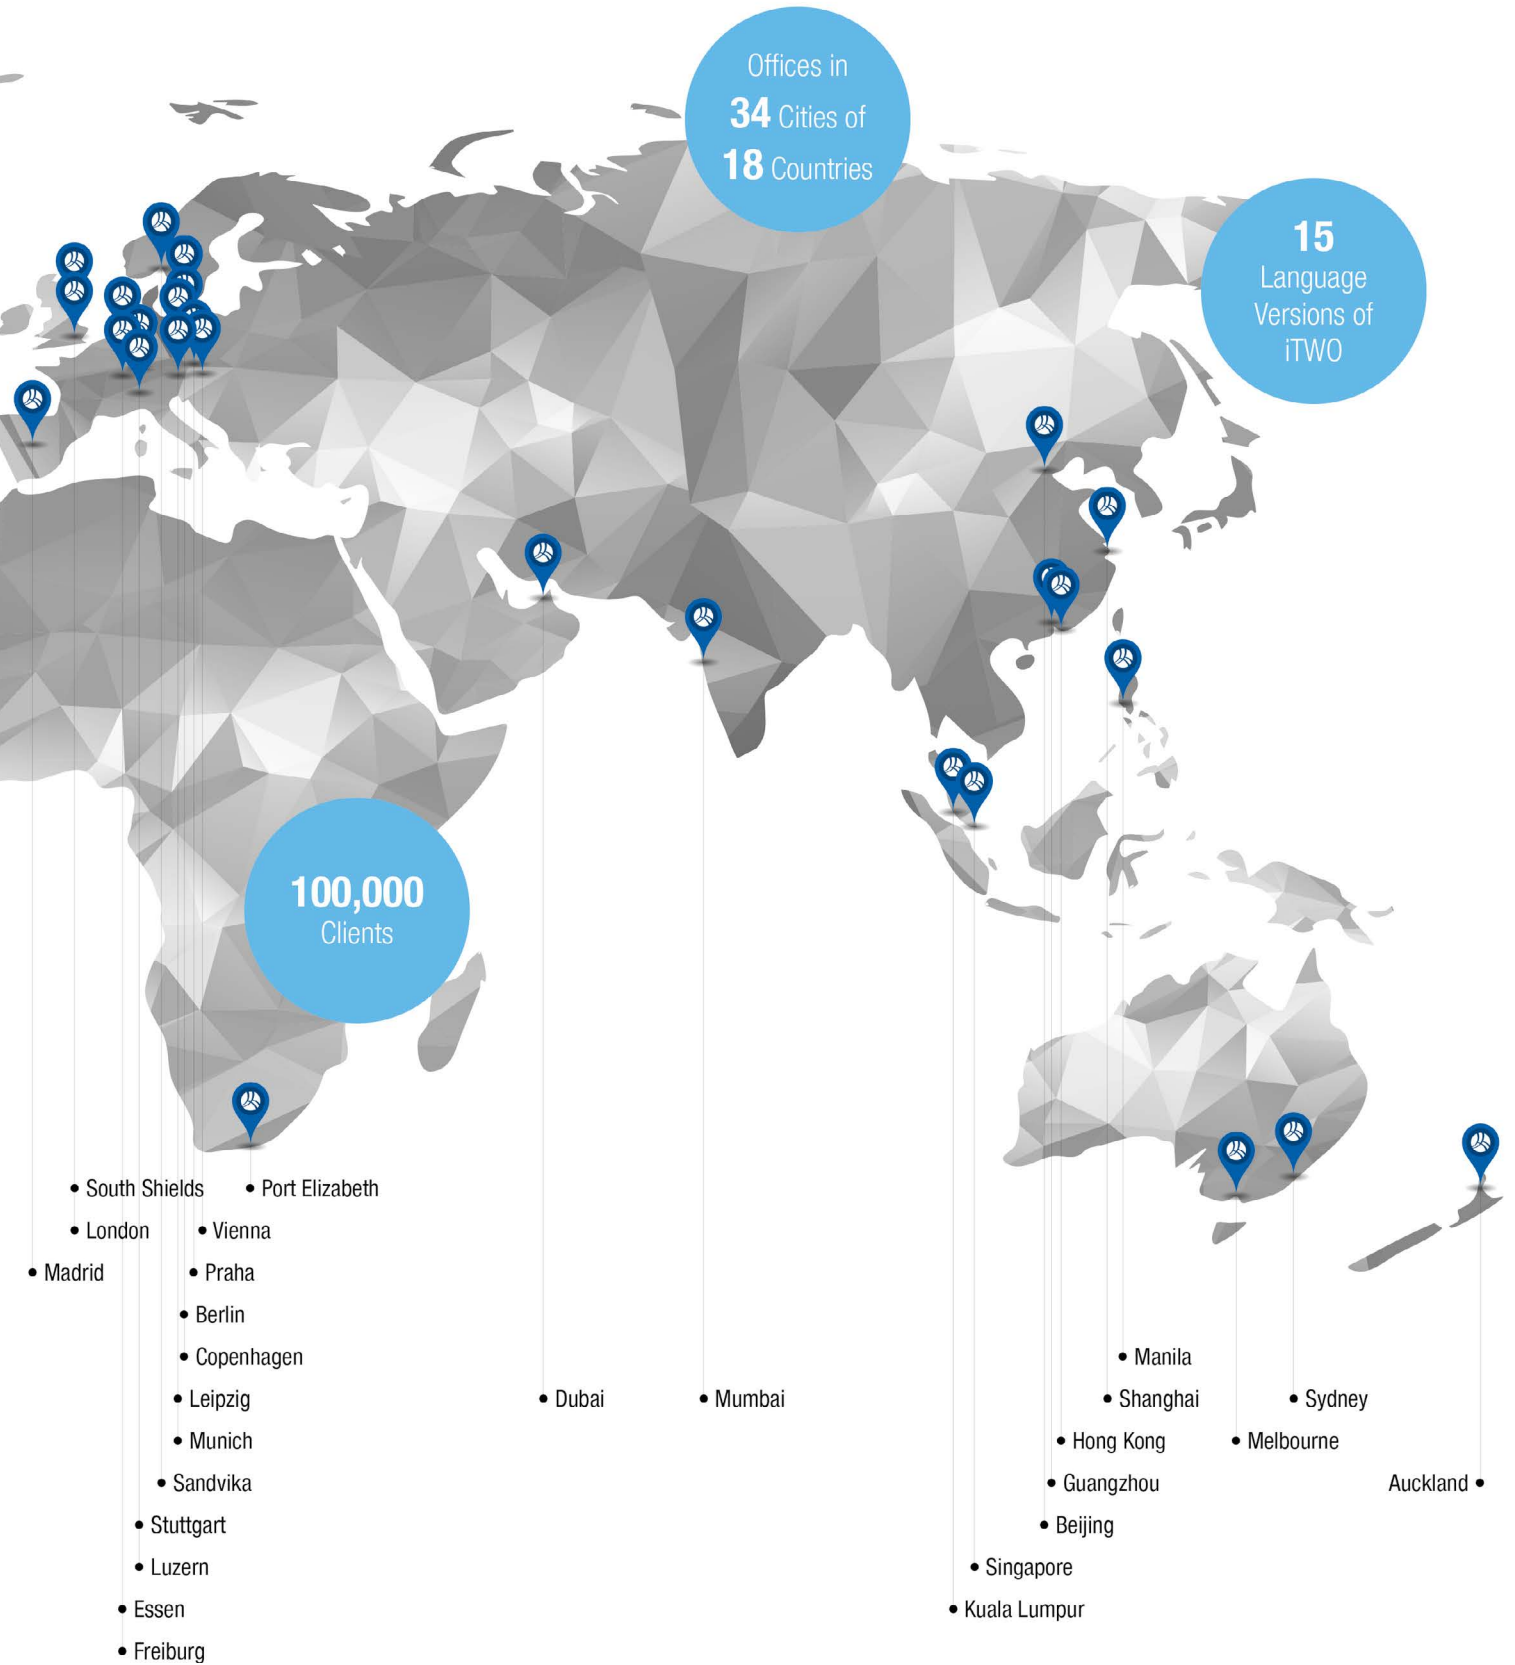 Offices in
34 Cities of
18 Countries
15
Language
Versions of
iTWO
100,000
Clients
South Shields
Port Elizabeth
London
Vienna
Madrid
Praha
Berlin
Copenhagen
Manila
Leipzig
Dubai
Mumbai
Shanghai
Sydney
Munich
Hong Kong
Melbourne
Sandvika
Guangzhou
Auckland
Stuttgart
Beijing
Luzern
Singapore
Essen
Kuala Lumpur
Freiburg